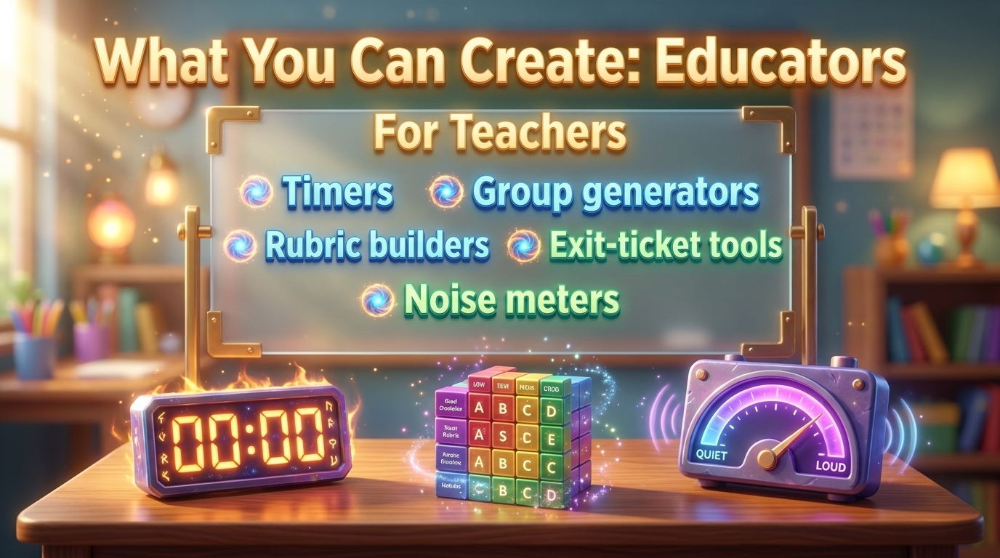 What You Can Create: Educators
For Teachers
Timers
Group generators
Rubric builders
Exit-ticket tools
Noise meters
00:00
LOW
A B C D
A S C E
A B C C
B C D
QUIET
LOUD